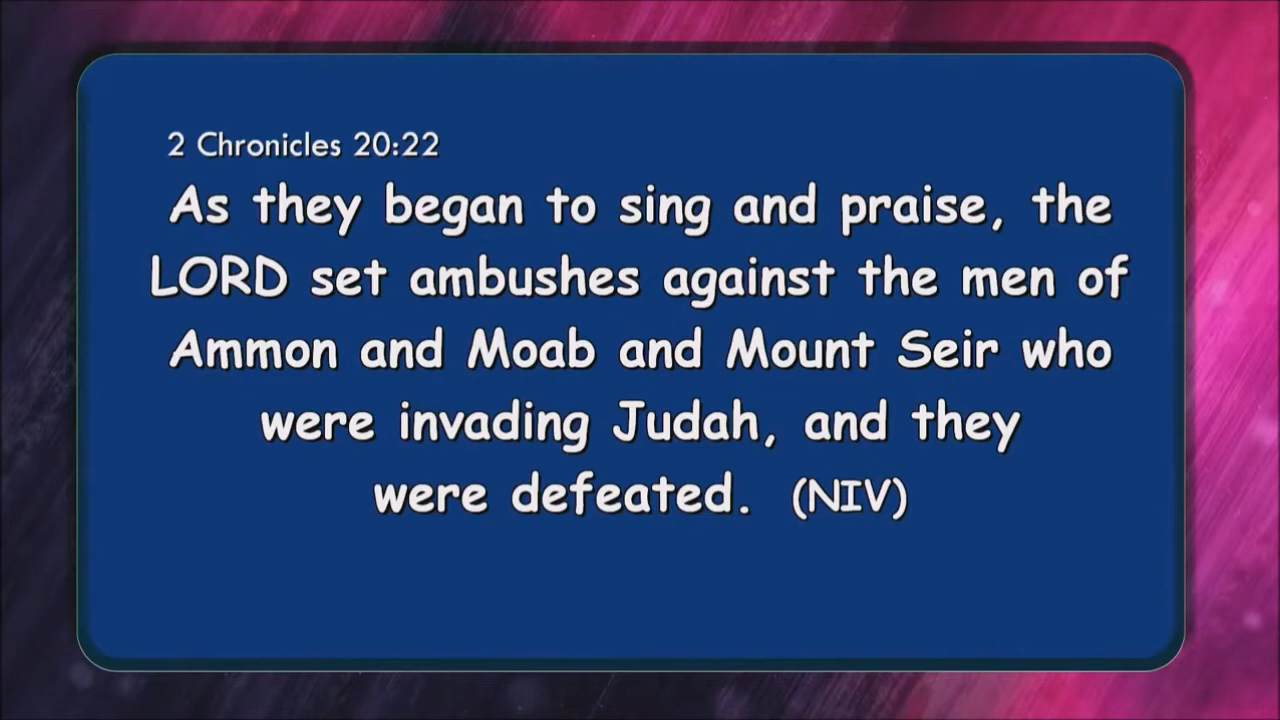 2 Chronicles 20:22
As they began to sing and praise, the
LORD set ambushes against the men of
Ammon and Moab and Mount Seir who
were invading Judah, and they
were defeated. (NIV)